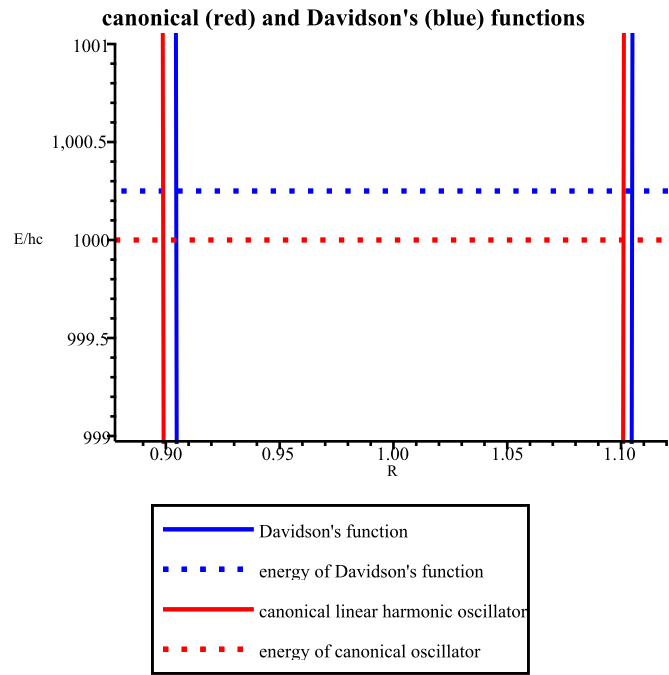 canonical (red) and Davidson's (blue) functions
1001
1,000.5
E/hc
1000
999.5
999
0.90
0.95
1.00
1.05
1.10
R
Davidson's function
energy of Davidson's function
canonical linear harmonic oscillator
energy of canonical oscillator